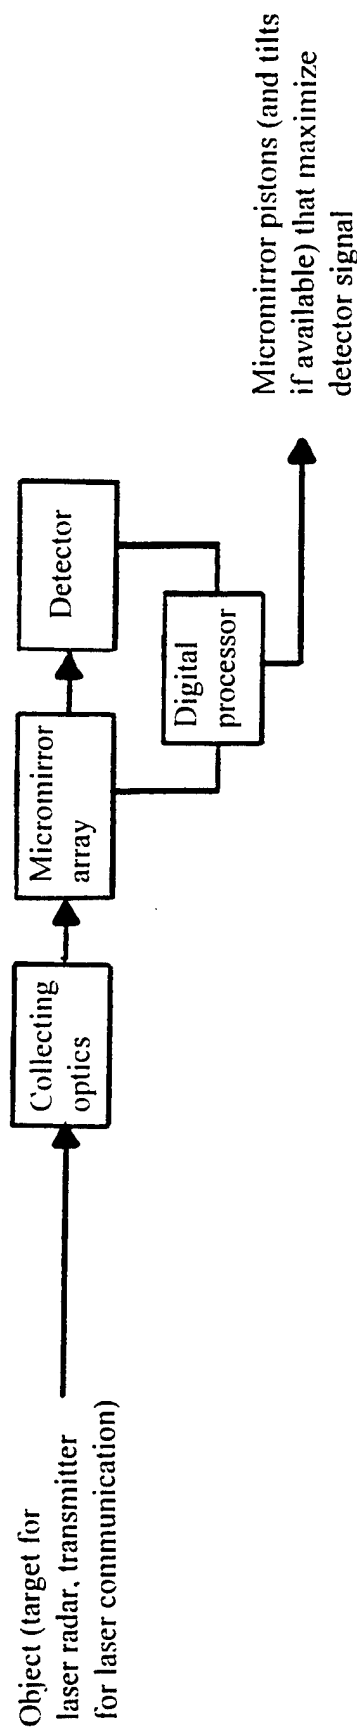 Object (target for
laser radar, transmitter
for laser communication)
Collecting
optics
Micromirror
array
Detector
Digital
processor
Micromirror pistons (and tilts
if available) that maximize
detector signal